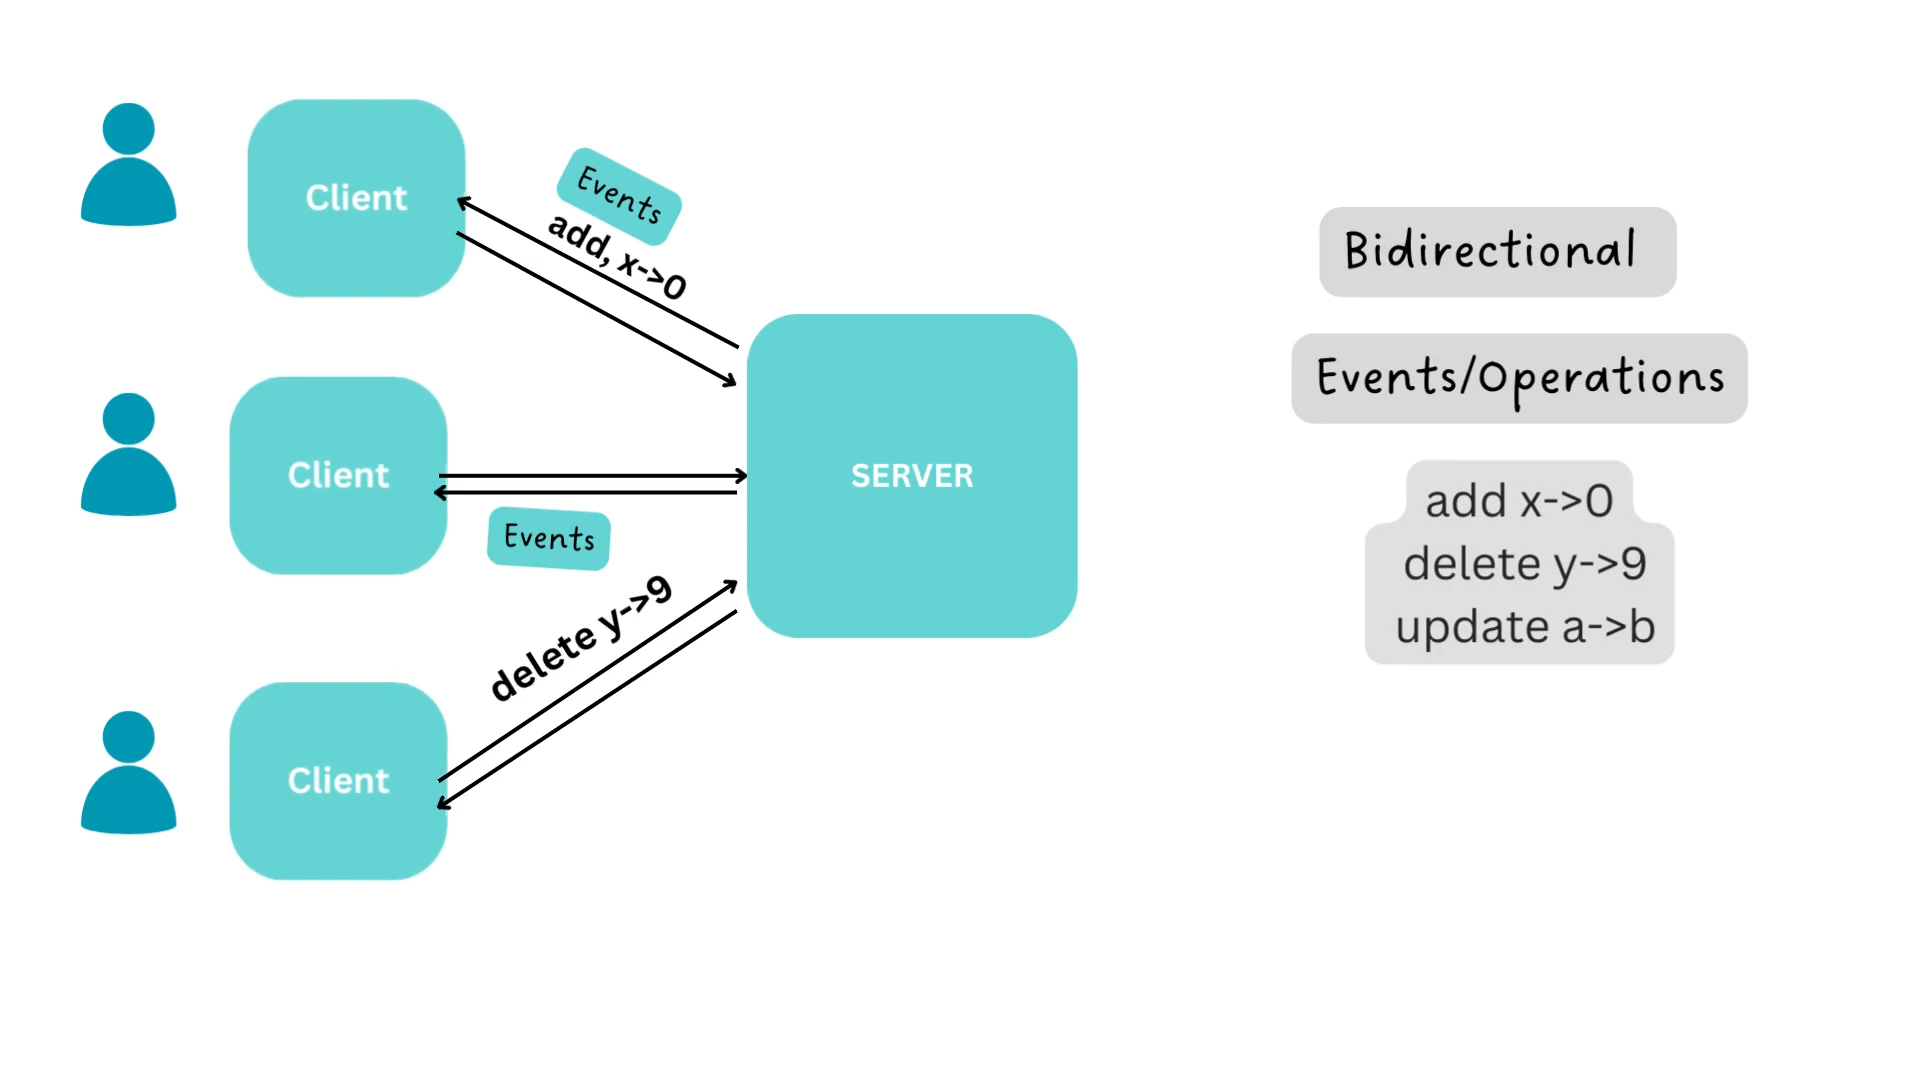 Client
Events
add, x->0
Client
Events
delete y->9
Client
SERVER
Bidirectional
Events/Operations
add x->0
delete y->9
update a->b